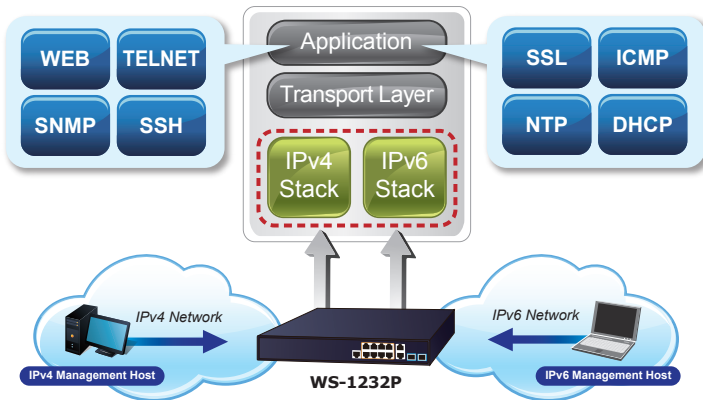 WEB
TELNET
SNMP
SSH
Application
Transport Layer
IPv4
Stack
IPv6
Stack
SSL
ICMP
NTP
DHCP
IPv4 Network
IPv4 Management Host
WS-1232P
IPv6 Network
IPv6 Management Host